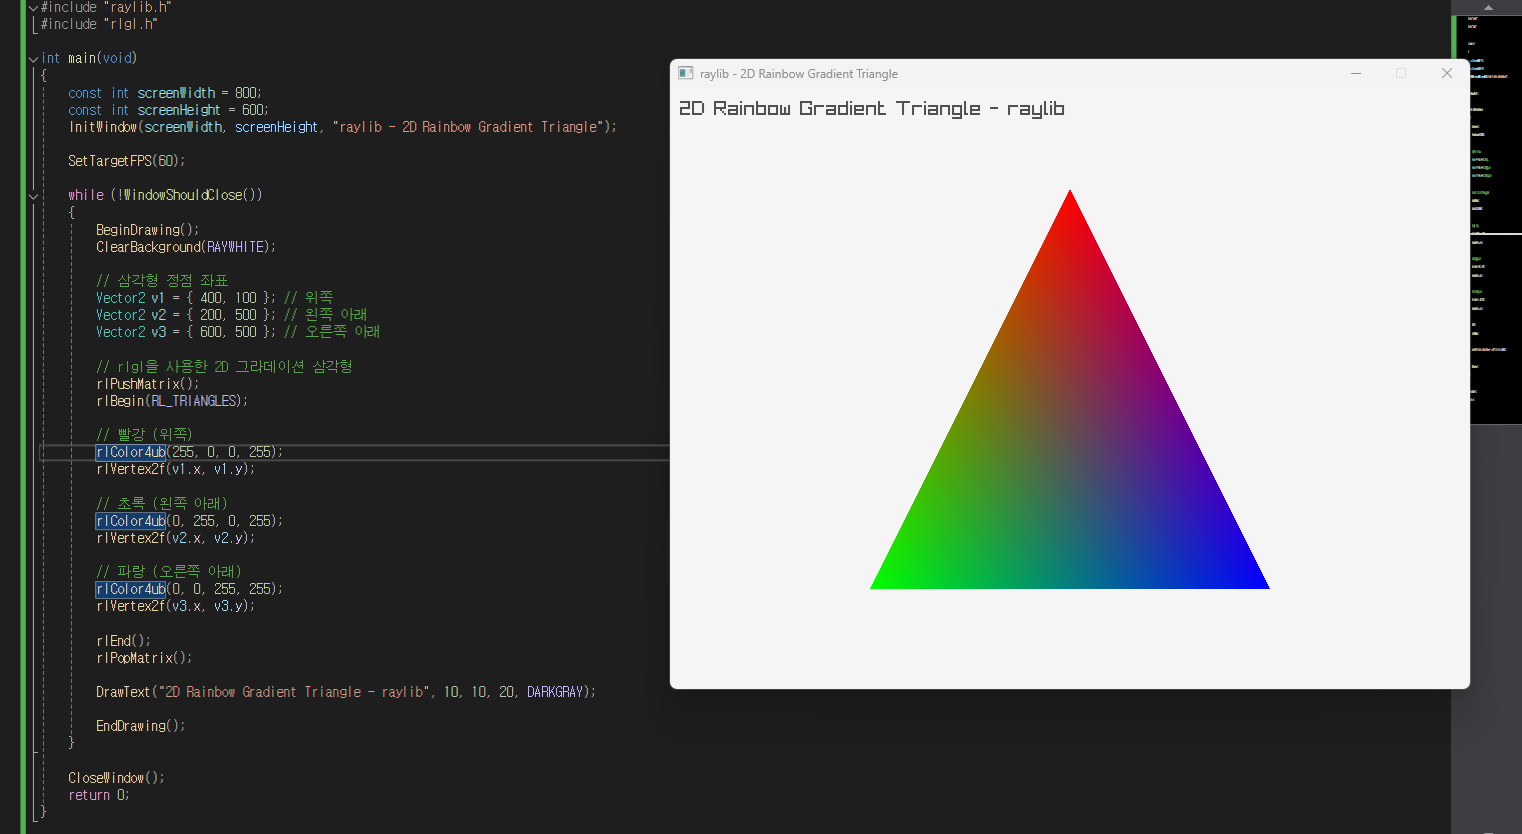 #include "raylib.h"
#include "rlgl.h"
int main(void)
{
const int screenWidth = 800;
const int screenHeight = 600;
InitWindow(screenWidth, screenHeight, "raylib - 2D Rainbow Gradient Triangle");
SetTargetFPS(60);
while (!WindowShouldClose())
{
BeginDrawing();
ClearBackground(RAYWHITE);
// 삼각형 정점 좌표
Vector2 v1 = { 400, 100 }; // 위쪽
Vector2 v2 = { 200, 500 }; // 왼쪽 아래
Vector2 v3 = { 600, 500 }; // 오른쪽 아래
// rlgl을 사용한 2D 그라데이션 삼각형
rlPushMatrix();
rlBegin(RL_TRIANGLES);
// 빨강 (위쪽)
rlColor4ub(255, 0, 0, 255);
rlVertex2f(v1.x, v1.y);
// 초록 (왼쪽 아래)
rlColor4ub(0, 255, 0, 255);
rlVertex2f(v2.x, v2.y);
// 파랑 (오른쪽 아래)
rlColor4ub(0, 0, 255, 255);
rlVertex2f(v3.x, v3.y);
rlEnd();
rlPopMatrix();
DrawText("2D Rainbow Gradient Triangle - raylib", 10, 10, 20, DARKGRAY);
EndDrawing();
}
CloseWindow();
return 0;
}
raylib - 2D Rainbow Gradient Triangle
2D Rainbow Gradient Triangle - raylib